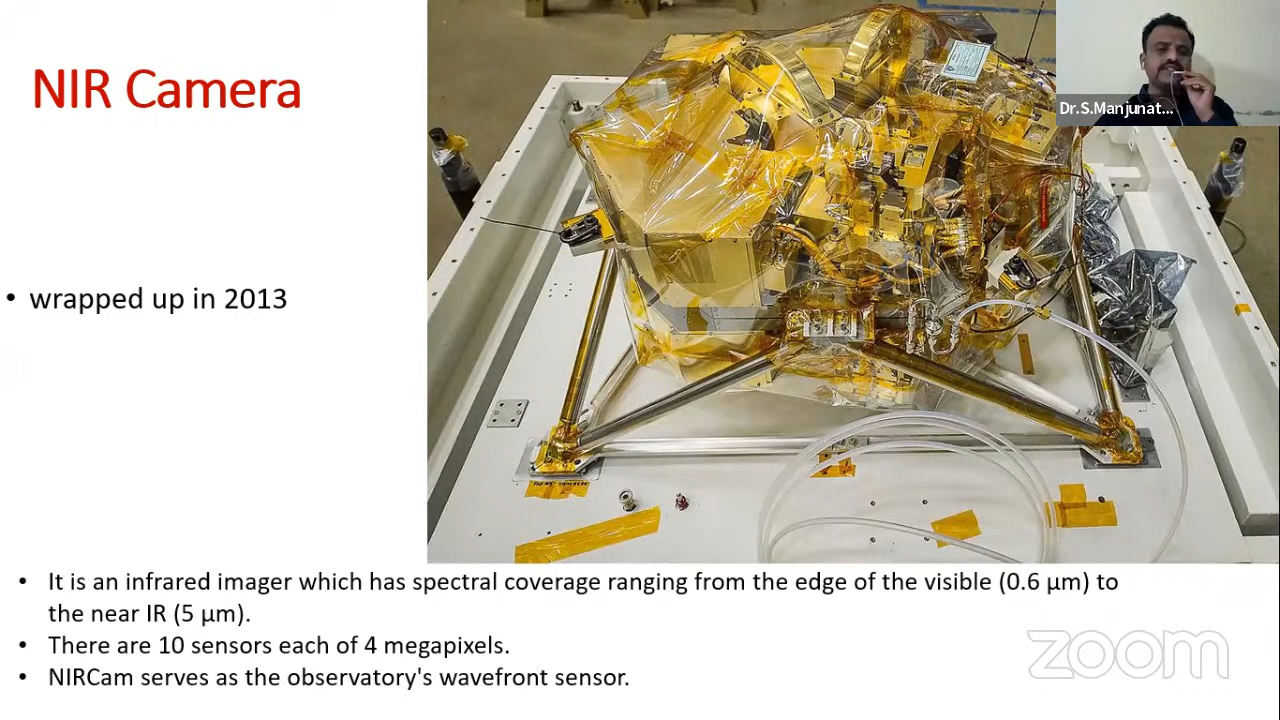 NIR Camera
Dr.S.Manjunat...
• wrapped up in 2013
• It is an infrared imager which has spectral coverage ranging from the edge of the visible (0.6 μm) to
the near IR (5 μm).
• There are 10 sensors each of 4 megapixels.
• NIRCam serves as the observatory's wavefront sensor.
zoom